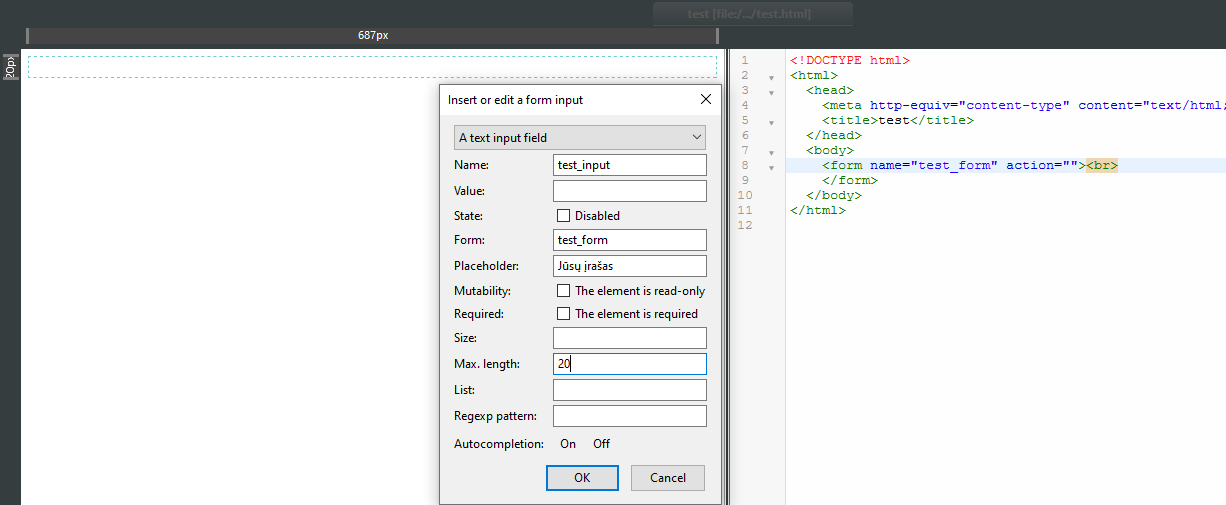 test [file:/.../test.html]
687px
20px
Insert or edit a form input
A text input field
Name: test_input
Value:
State: Disabled
Form: test_form
Placeholder: Jūsų įrašas
Mutability: The element is read-only
Required: The element is required
Size:
Max. length: 20
List:
Regexp pattern:
Autocompletion: On Off
OK Cancel
1 <!DOCTYPE html>
2 <html>
3 <head>
4 <meta http-equiv="content-type" content="text/html;
5 <title>test</title>
6 </head>
7 <body>
8 <form name="test_form" action=""><br>
9 </form>
10 </body>
11 </html>
12